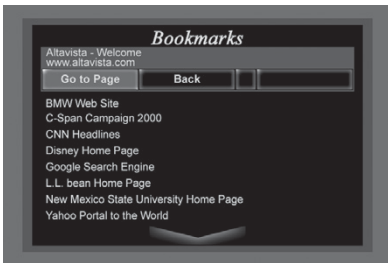 Bookmarks
Altavista - Welcome
www.altavista.com
Go to Page Back
BMW Web Site
C-Span Campaign 2000
CNN Headlines
Disney Home Page
Google Search Engine
L.L. bean Home Page
New Mexico State University Home Page
Yahoo Portal to the World